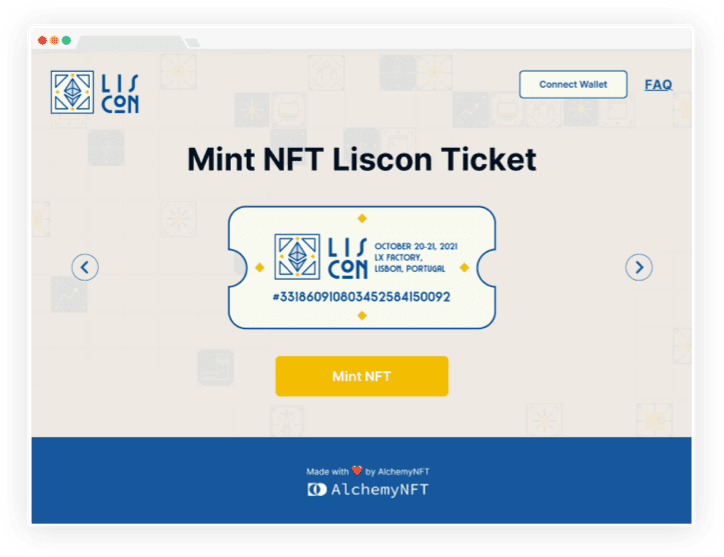 LIS
CON
Connect Wallet
FAQ
Mint NFT Liscon Ticket
LIS
CON
OCTOBER 20-21, 2021
LX FACTORY,
LISBON, PORTUGAL
#331860910803452584150092
Mint NFT
Made with ❤️ by AlchemyNFT
AlchemyNFT